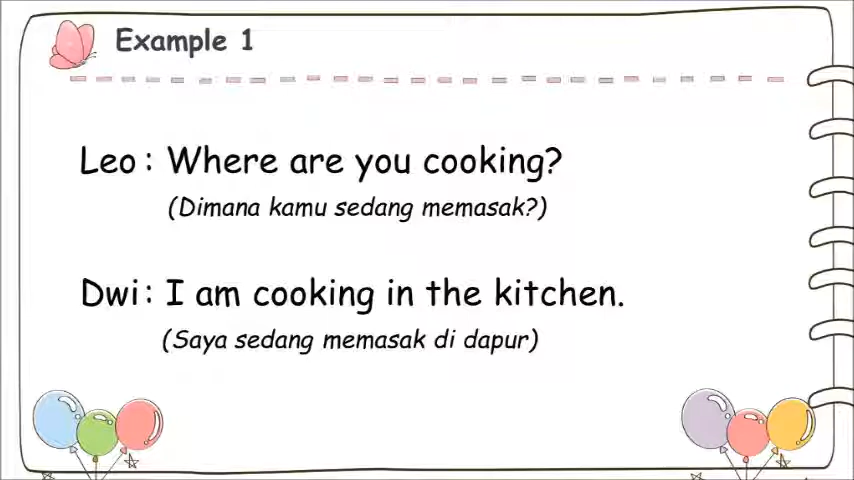 Example 1
Leo : Where are you cooking?
(Dimana kamu sedang memasak?)
Dwi : I am cooking in the kitchen.
(Saya sedang memasak di dapur)